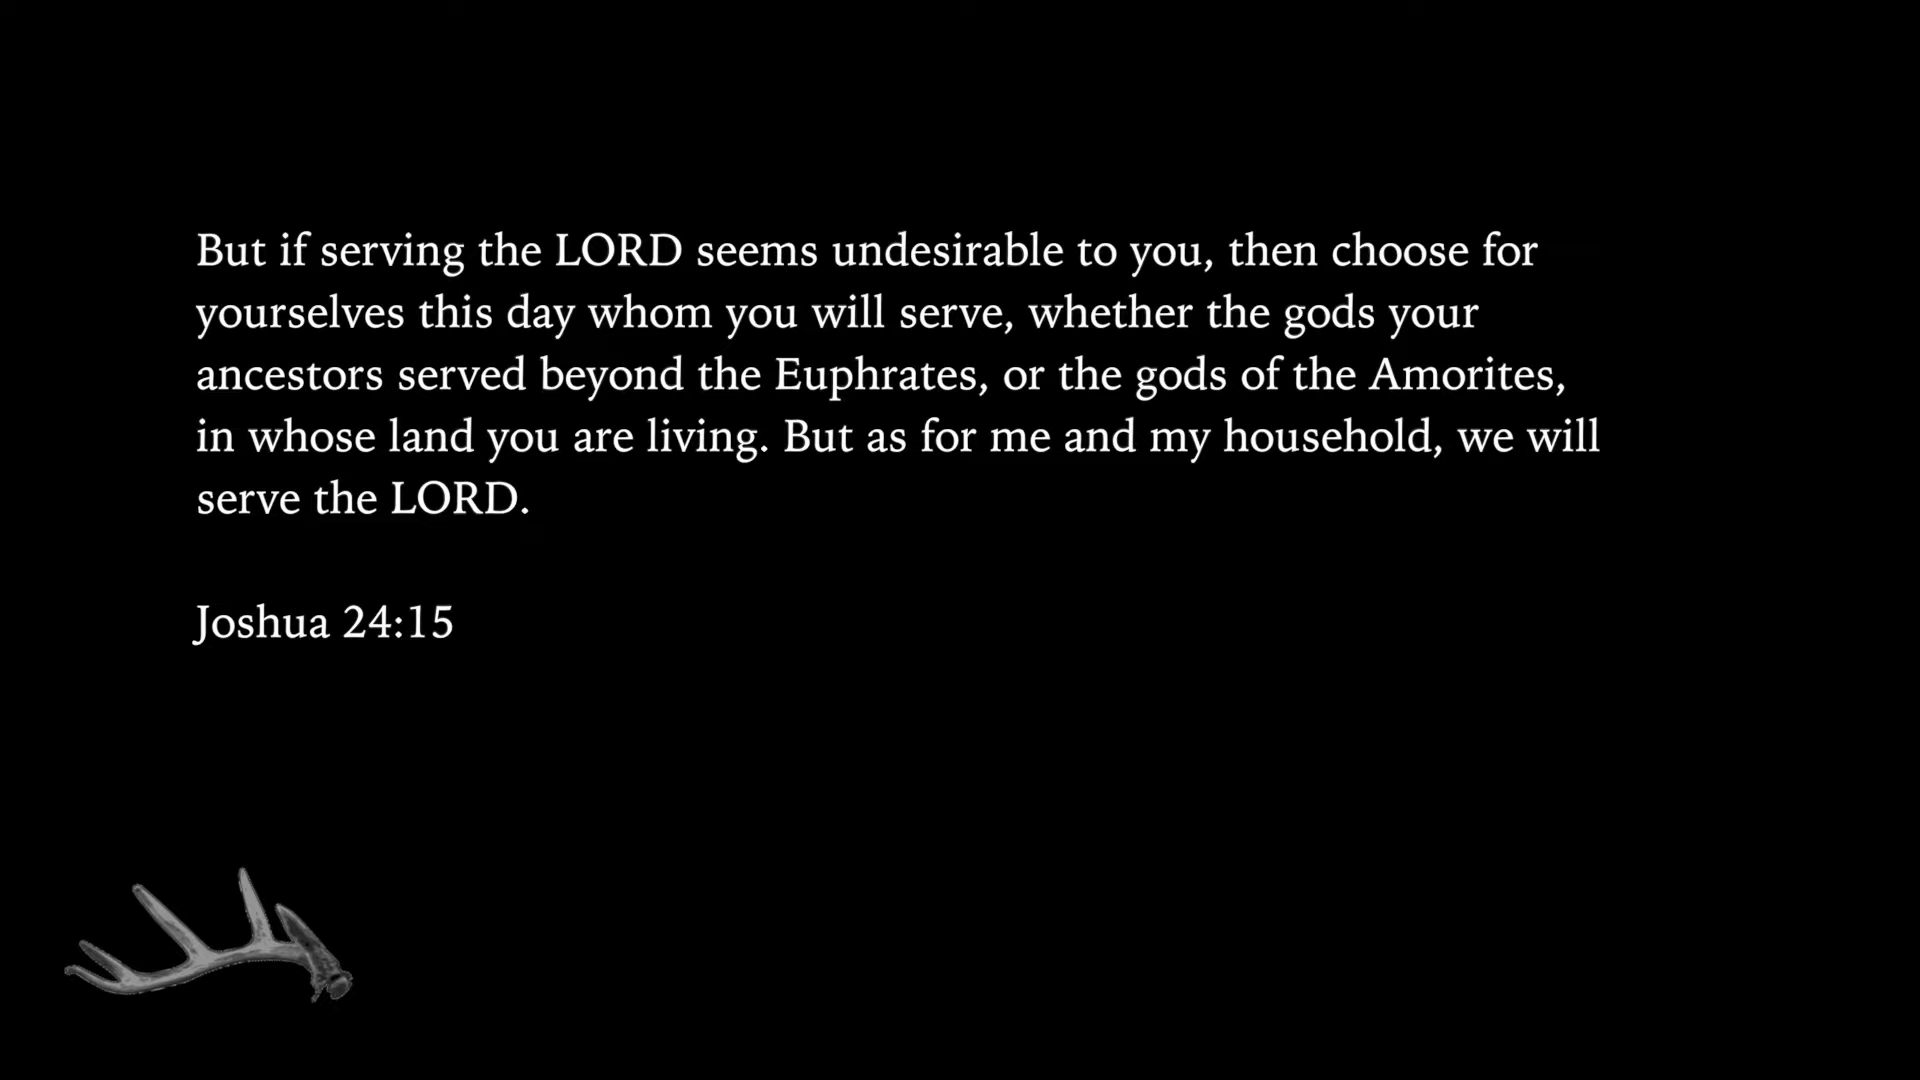 But if serving the LORD seems undesirable to you, then choose for
yourselves this day whom you will serve, whether the gods your
ancestors served beyond the Euphrates, or the gods of the Amorites,
in whose land you are living. But as for me and my household, we will
serve the LORD.
Joshua 24:15